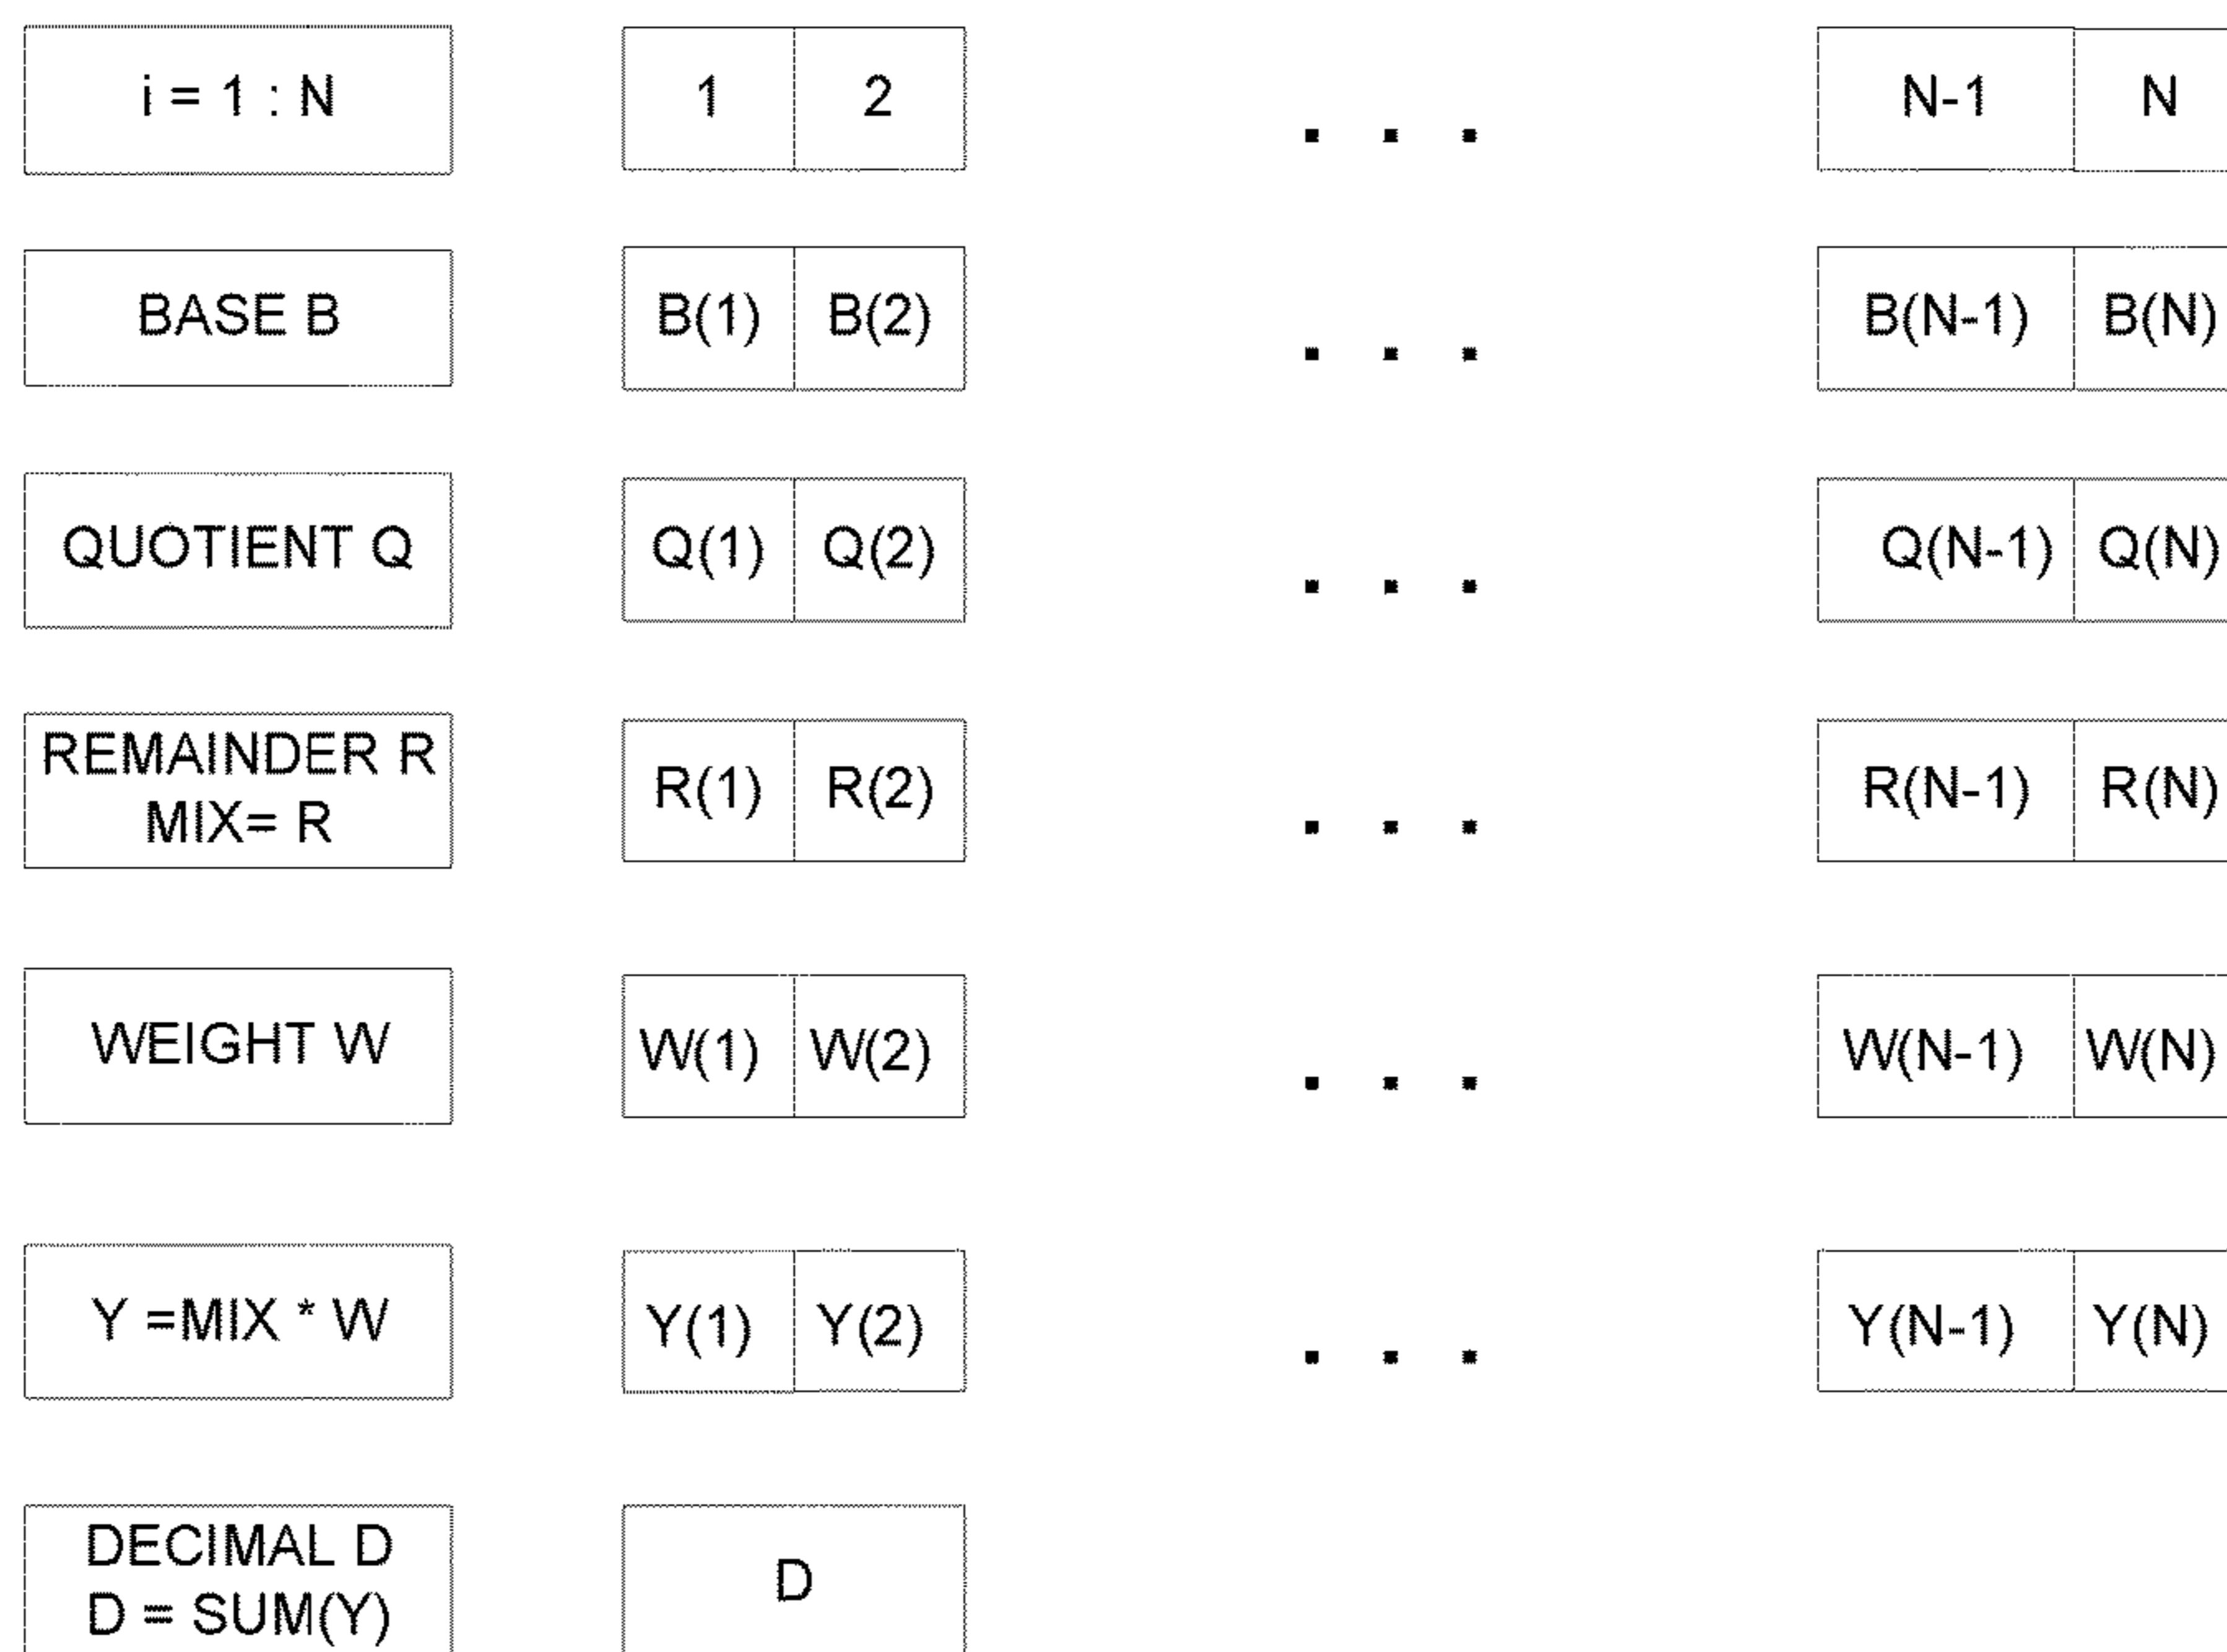 i = 1 : N 1 2 . . . N-1 N
BASE B B(1) B(2) . . . B(N-1) B(N)
QUOTIENT Q Q(1) Q(2) . . . Q(N-1) Q(N)
REMAINDER R
MIX= R R(1) R(2) . . . R(N-1) R(N)
WEIGHT W W(1) W(2) . . . W(N-1) W(N)
Y =MIX * W Y(1) Y(2) . . . Y(N-1) Y(N)
DECIMAL D
D = SUM(Y) D